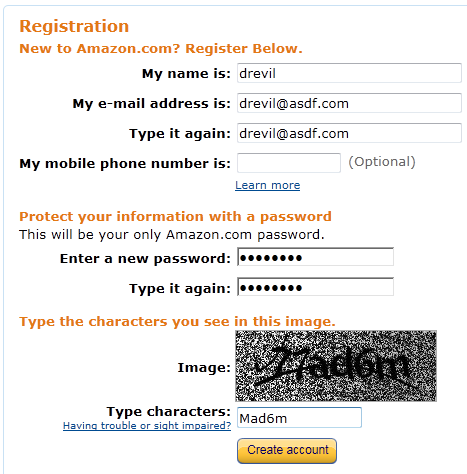 Registration
New to Amazon.com? Register Below.
My name is: drevil
My e-mail address is: drevil@asdf.com
Type it again: drevil@asdf.com
My mobile phone number is: (Optional)
Learn more
Protect your information with a password
This will be your only Amazon.com password.
Enter a new password: ●●●●●●●●
Type it again: ●●●●●●●●
Type the characters you see in this image.
Image:
Type characters: Mad6m
Having trouble or sight impaired?
Create account